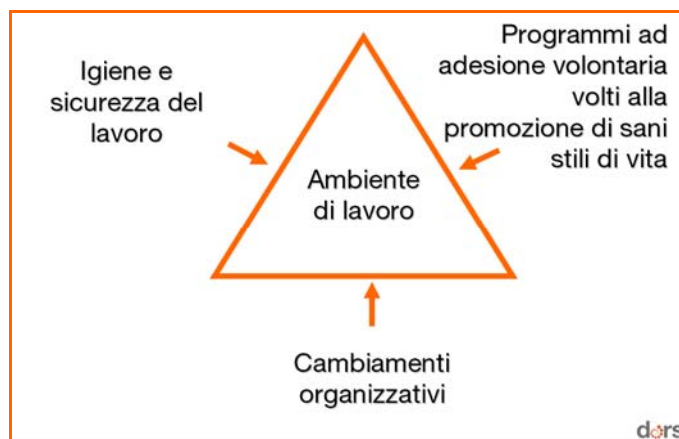 Igiene e
sicurezza del
lavoro
Programmi ad
adesione volontaria
volti alla
promozione di sani
stili di vita
Ambiente
di lavoro
Cambiamenti
organizzativi
dors